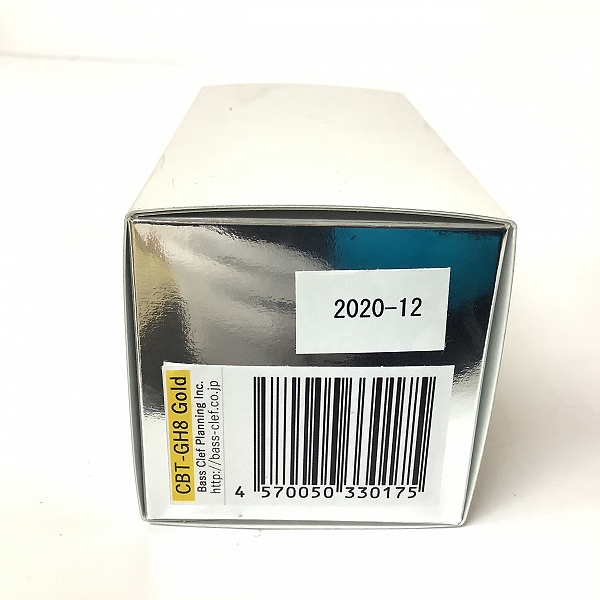 2020-12
CBT-GH8 Gold
Bass Clef Planning Inc.
http://bass-clef.co.jp
4 570050 330175